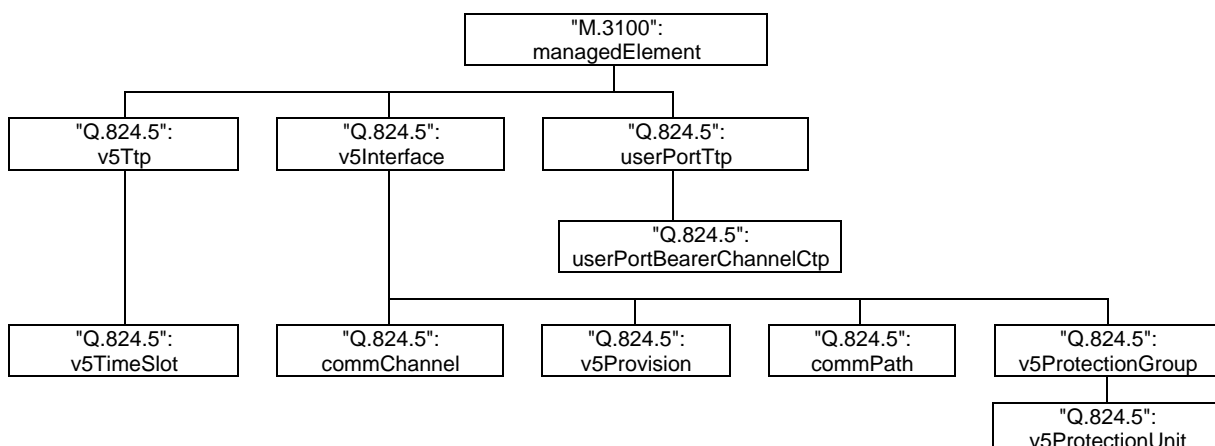 "M.3100":
managedElement
"Q.824.5":
v5Ttp
"Q.824.5":
v5Interface
"Q.824.5":
userPortTtp
"Q.824.5":
userPortBearerChannelCtp
"Q.824.5":
v5TimeSlot
"Q.824.5":
commChannel
"Q.824.5":
v5Provision
"Q.824.5":
commPath
"Q.824.5":
v5ProtectionGroup
"Q.824.5":
v5ProtectionUnit